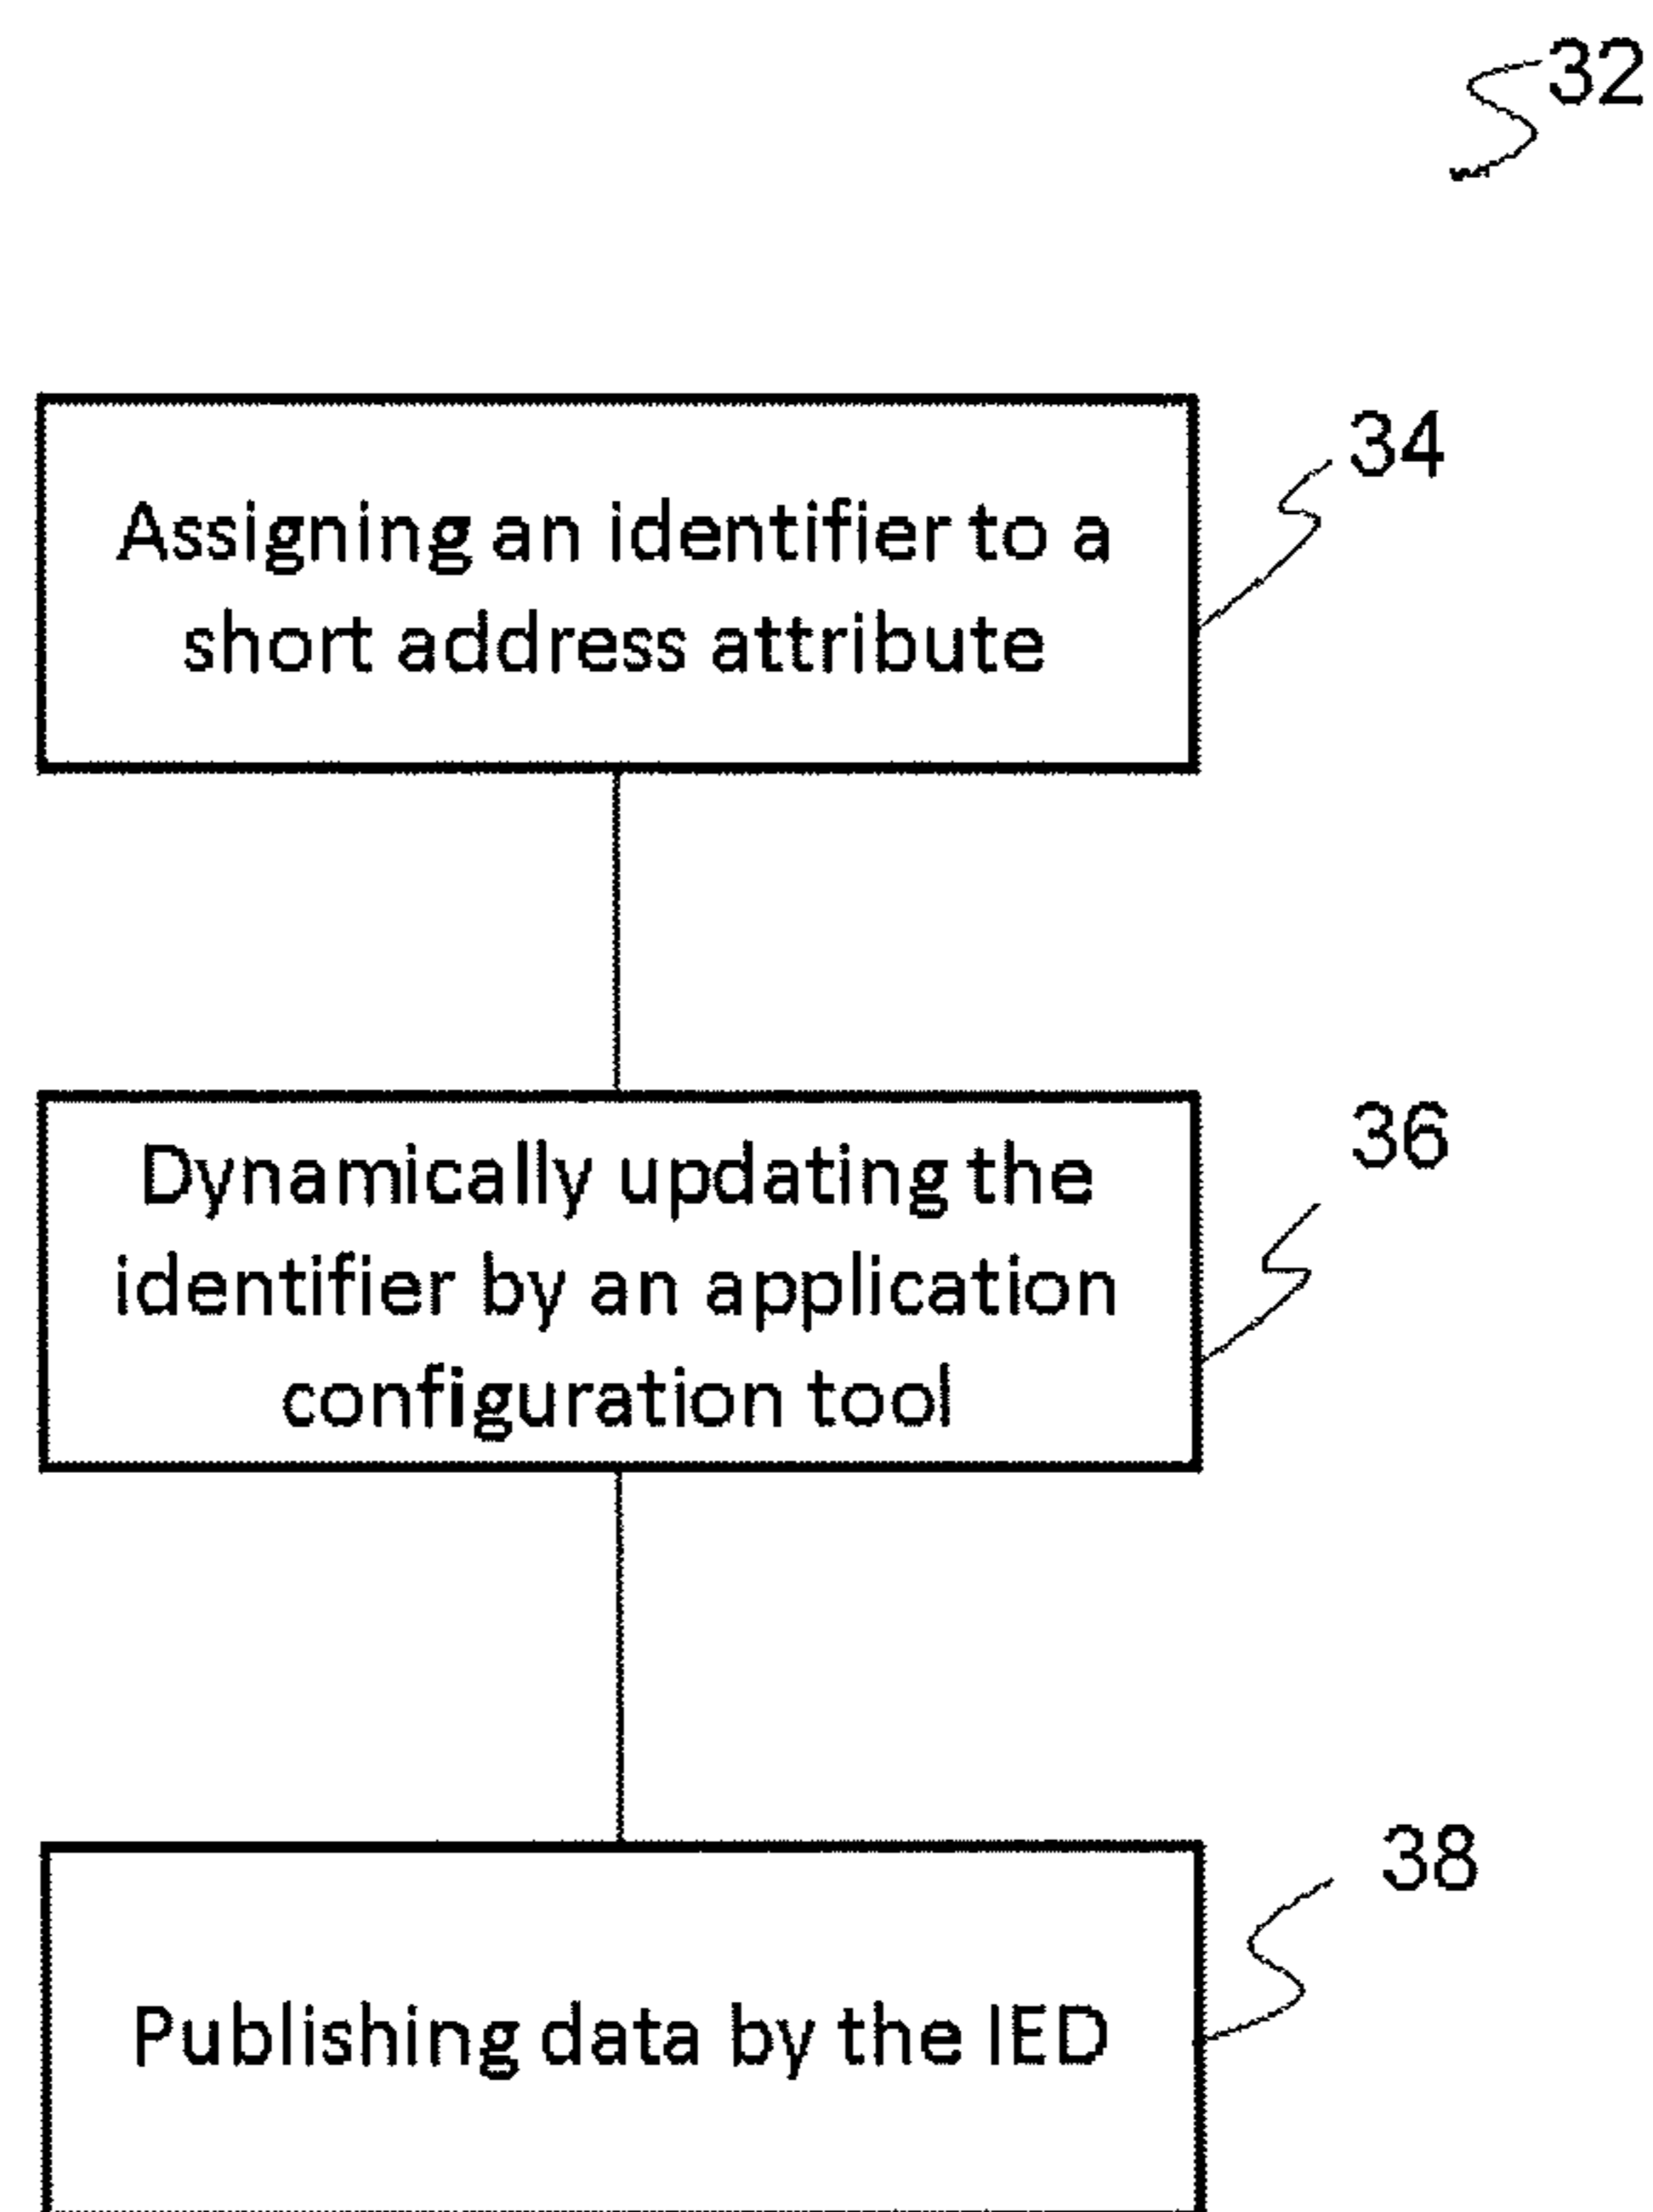 32
34
Assigning an identifier to a
short address attribute
36
Dynamically updating the
identifier by an application
configuration tool
38
Publishing data by the IED